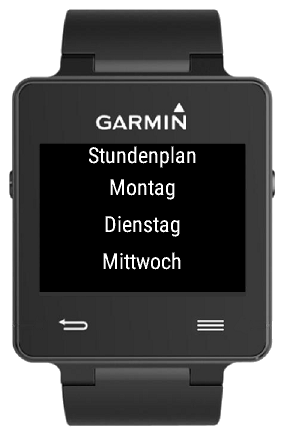 GARMIN
Stundenplan
Montag
Dienstag
Mittwoch